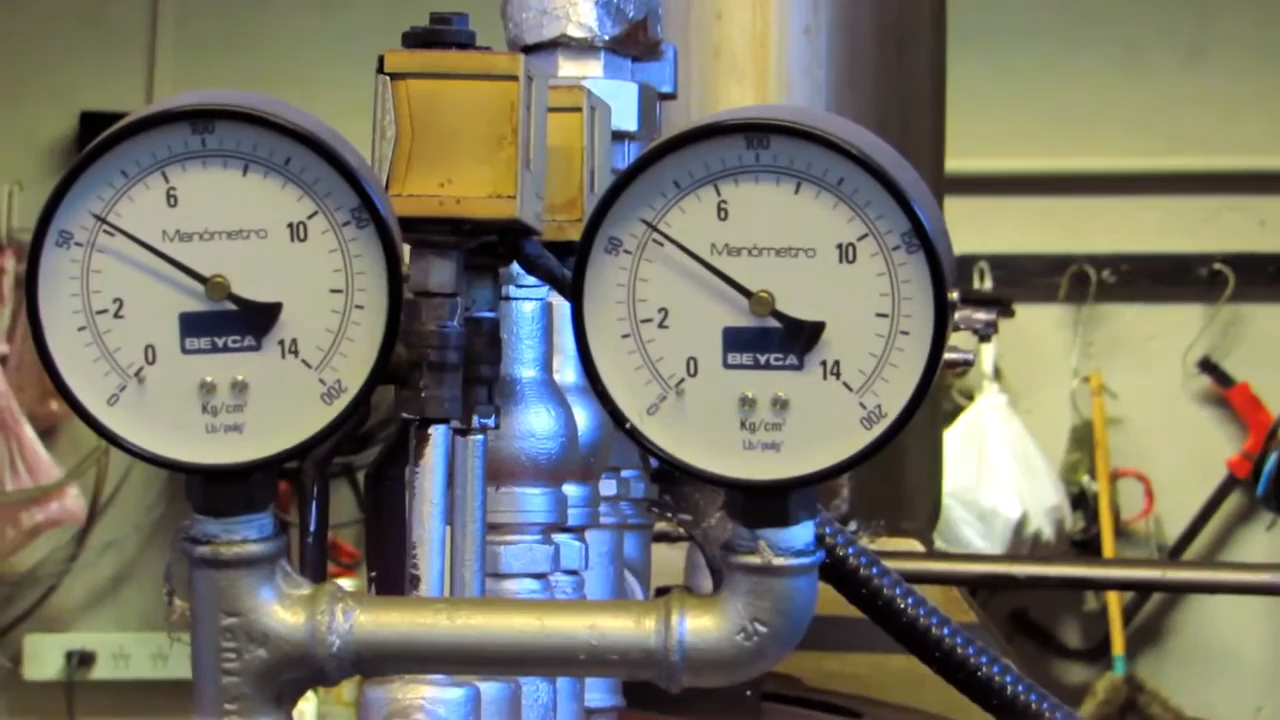 100
6
50
150
Manómetro
10
2
BEYCA
0
14
0
200
Kg/cm²
Lb/pulg²
100
6
50
150
Manómetro
10
2
BEYCA
0
14
0
200
Kg/cm²
Lb/pulg²